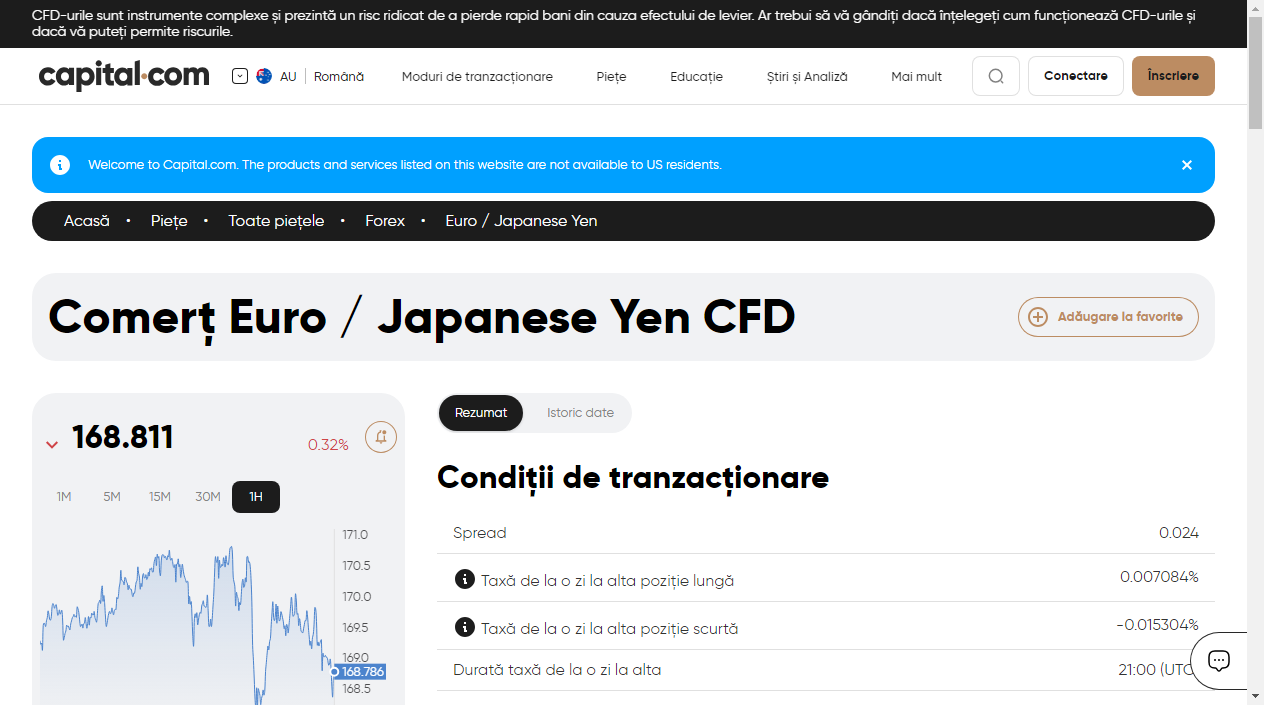 CFD-urile sunt instrumente complexe și prezintă un risc ridicat de a pierde rapid bani din cauza efectului de levier. Ar trebui să vă gândiți dacă înțelegeți cum funcționează CFD-urile și
dacă vă puteți permite riscurile.
capital.com
AU
Română
Moduri de tranzacționare
Piețe
Educație
Știri și Analiză
Mai mult
Conectare
Înscriere
Welcome to Capital.com. The products and services listed on this website are not available to US residents.
Acasă • Piețe • Toate piețele • Forex • Euro / Japanese Yen
Comerț Euro / Japanese Yen CFD
Adăugare la favorite
168.811
0.32%
1M 5M 15M 30M 1H
171.0
170.5
170.0
169.5
169.0
168.786
168.5
Rezumat
Istoric date
Condiții de tranzacționare
Spread 0.024
Taxă de la o zi la alta poziție lungă 0.007084%
Taxă de la o zi la alta poziție scurtă -0.015304%
Durată taxă de la o zi la alta 21:00 (UTC